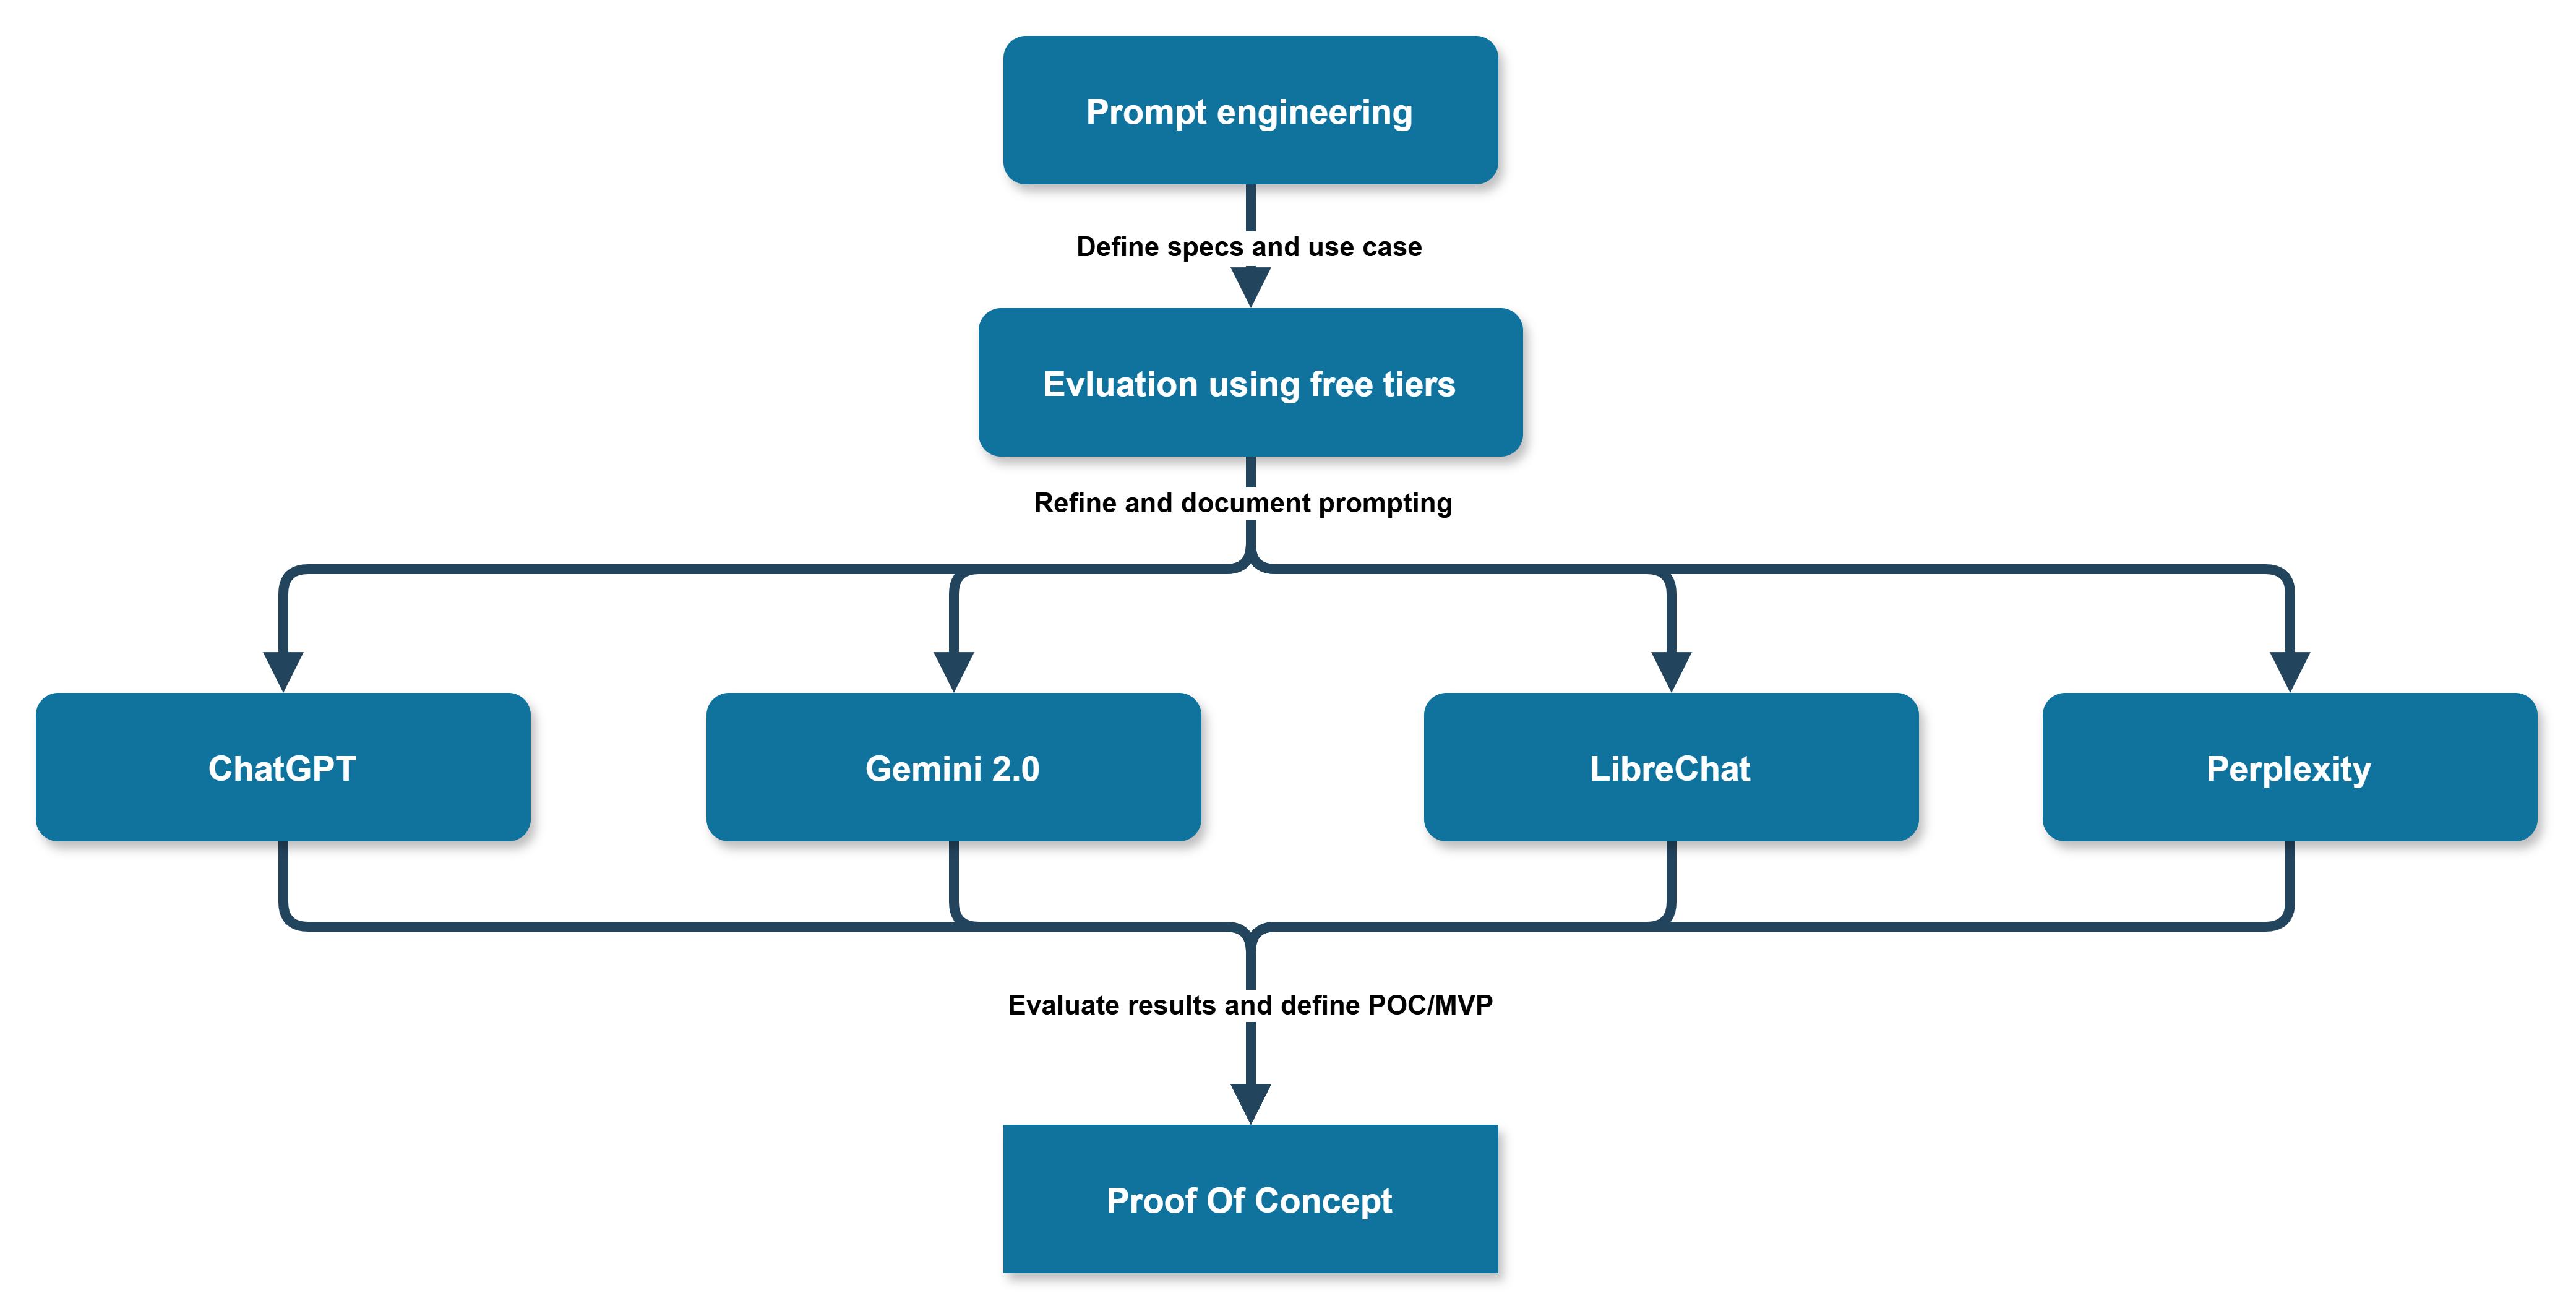 Prompt engineering
Define specs and use case
Evluation using free tiers
Refine and document prompting
ChatGPT
Gemini 2.0
LibreChat
Perplexity
Evaluate results and define POC/MVP
Proof Of Concept